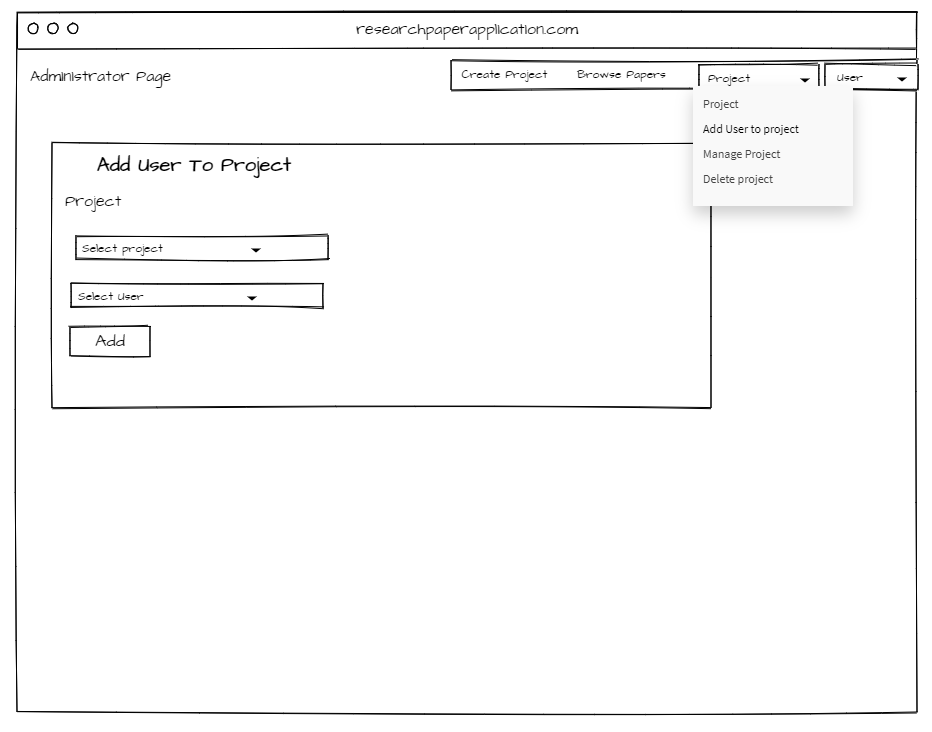 researchpaperapplication.com
Administrator Page
Create Project Browse Papers Project User
Project
Add User to project
Manage Project
Delete project
Add User To Project
Project
Select project
Select User
Add